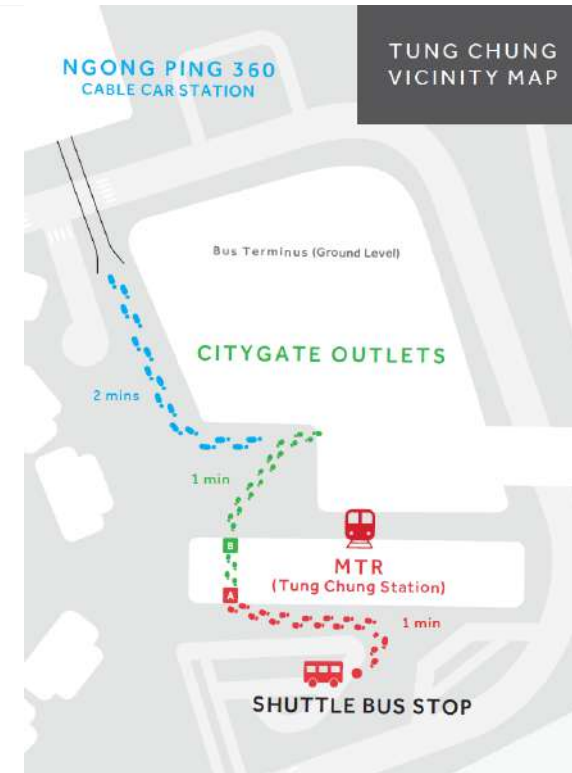 TUNG CHUNG
VICINITY MAP
NGONG PING 360
CABLE CAR STATION
Bus Terminus (Ground Level)
CITYGATE OUTLETS
2 mins
1 min
B
MTR
(Tung Chung Station)
A
1 min
SHUTTLE BUS STOP